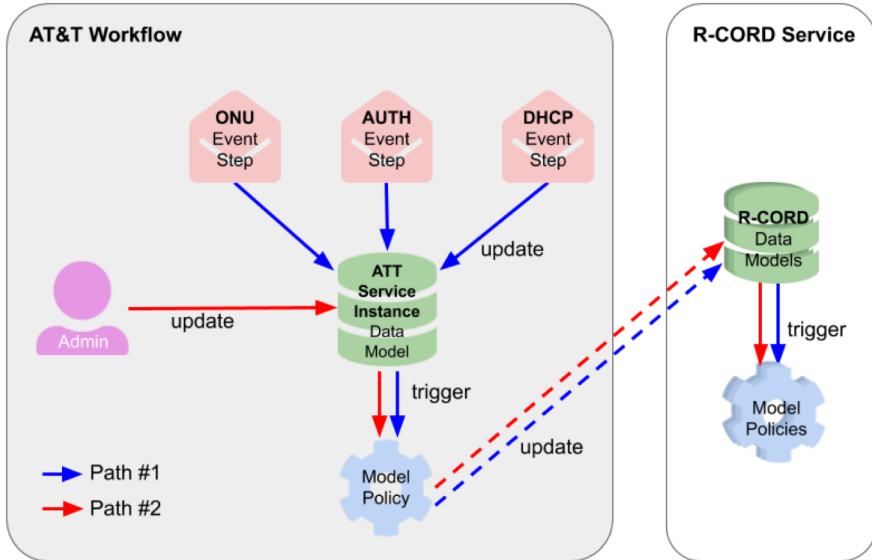 AT&T Workflow
R-CORD Service
ONU
Event
Step
AUTH
Event
Step
DHCP
Event
Step
update
R-CORD
Data
Models
ATT
Service
Instance
Data
Model
Admin
update
trigger
trigger
Model
Policies
update
Model
Policy
Path #1
Path #2